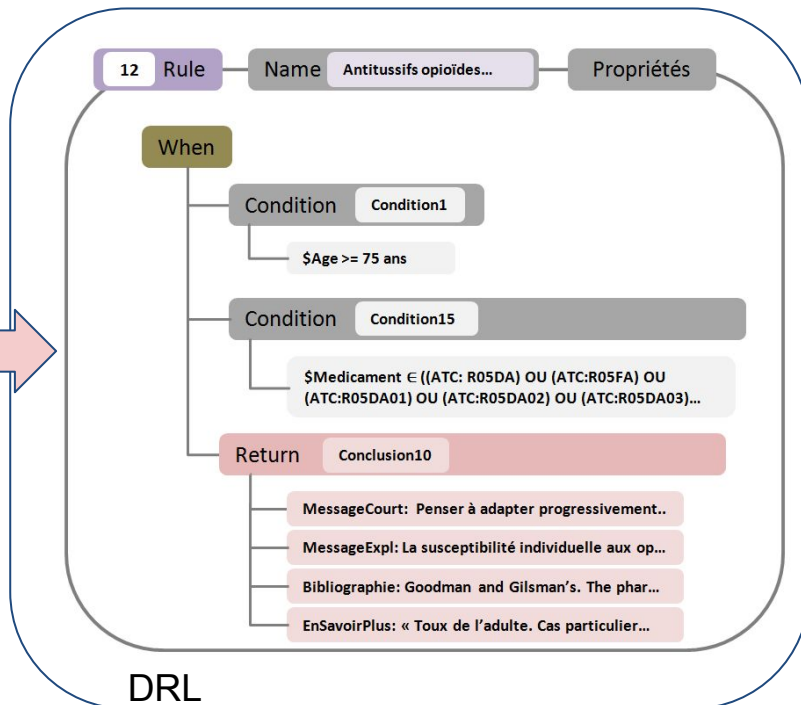 12 Rule Name Antitussifs opioïdes... Propriétés
When
Condition Condition1
$Age >= 75 ans
Condition Condition15
$Medicament ∈ ((ATC: R05DA) OU (ATC:R05FA) OU
(ATC:R05DA01) OU (ATC:R05DA02) OU (ATC:R05DA03)...
Return Conclusion10
MessageCourt: Penser à adapter progressivement..
MessageExpl: La susceptibilité individuelle aux op...
Bibliographie: Goodman and Gilsman's. The phar...
EnSavoirPlus: « Toux de l'adulte. Cas particulier...
DRL